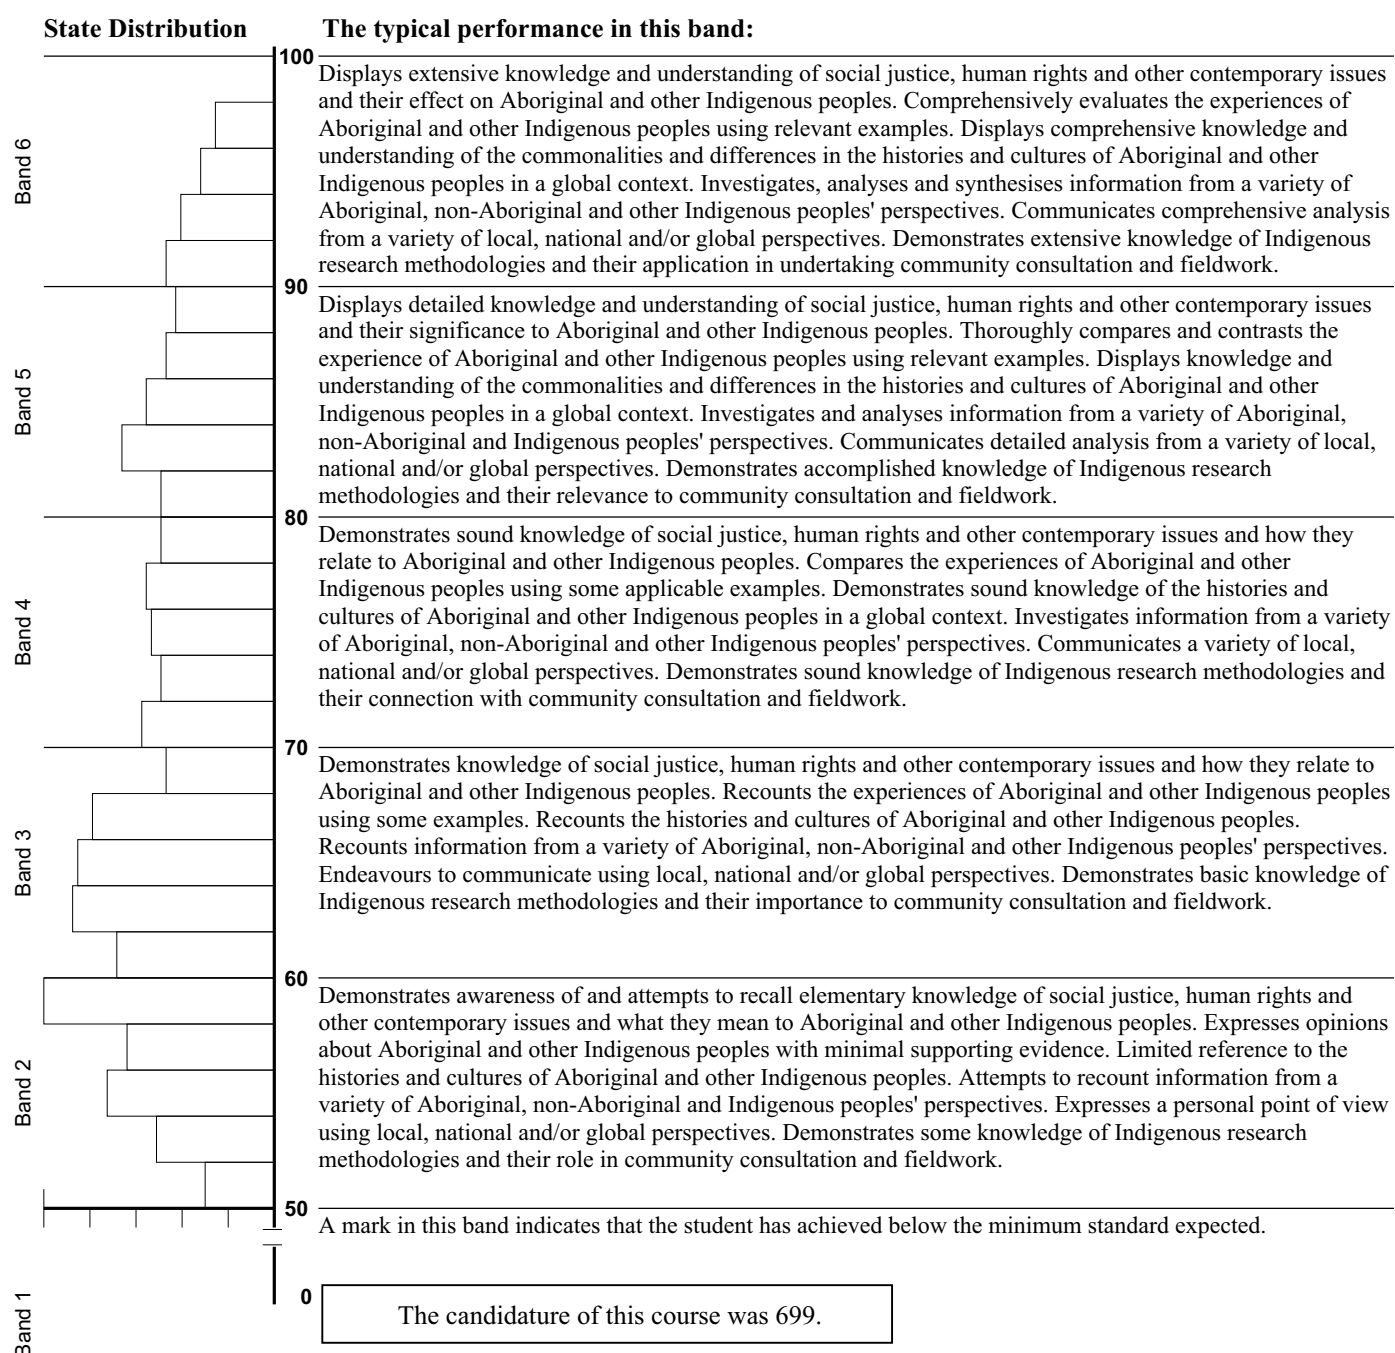 State Distribution
The typical performance in this band:
100
Band 6
Displays extensive knowledge and understanding of social justice, human rights and other contemporary issues
and their effect on Aboriginal and other Indigenous peoples. Comprehensively evaluates the experiences of
Aboriginal and other Indigenous peoples using relevant examples. Displays comprehensive knowledge and
understanding of the commonalities and differences in the histories and cultures of Aboriginal and other
Indigenous peoples in a global context. Investigates, analyses and synthesises information from a variety of
Aboriginal, non-Aboriginal and other Indigenous peoples' perspectives. Communicates comprehensive analysis
from a variety of local, national and/or global perspectives. Demonstrates extensive knowledge of Indigenous
research methodologies and their application in undertaking community consultation and fieldwork.
90
Band 5
Displays detailed knowledge and understanding of social justice, human rights and other contemporary issues
and their significance to Aboriginal and other Indigenous peoples. Thoroughly compares and contrasts the
experience of Aboriginal and other Indigenous peoples using relevant examples. Displays knowledge and
understanding of the commonalities and differences in the histories and cultures of Aboriginal and other
Indigenous peoples in a global context. Investigates and analyses information from a variety of Aboriginal,
non-Aboriginal and Indigenous peoples' perspectives. Communicates detailed analysis from a variety of local,
national and/or global perspectives. Demonstrates accomplished knowledge of Indigenous research
methodologies and their relevance to community consultation and fieldwork.
80
Band 4
Demonstrates sound knowledge of social justice, human rights and other contemporary issues and how they
relate to Aboriginal and other Indigenous peoples. Compares the experiences of Aboriginal and other
Indigenous peoples using some applicable examples. Demonstrates sound knowledge of the histories and
cultures of Aboriginal and other Indigenous peoples in a global context. Investigates information from a variety
of Aboriginal, non-Aboriginal and other Indigenous peoples' perspectives. Communicates a variety of local,
national and/or global perspectives. Demonstrates sound knowledge of Indigenous research methodologies and
their connection with community consultation and fieldwork.
70
Band 3
Demonstrates knowledge of social justice, human rights and other contemporary issues and how they relate to
Aboriginal and other Indigenous peoples. Recounts the experiences of Aboriginal and other Indigenous peoples
using some examples. Recounts the histories and cultures of Aboriginal and other Indigenous peoples.
Recounts information from a variety of Aboriginal, non-Aboriginal and other Indigenous peoples' perspectives.
Endeavours to communicate using local, national and/or global perspectives. Demonstrates basic knowledge of
Indigenous research methodologies and their importance to community consultation and fieldwork.
60
Band 2
Demonstrates awareness of and attempts to recall elementary knowledge of social justice, human rights and
other contemporary issues and what they mean to Aboriginal and other Indigenous peoples. Expresses opinions
about Aboriginal and other Indigenous peoples with minimal supporting evidence. Limited reference to the
histories and cultures of Aboriginal and other Indigenous peoples. Attempts to recount information from a
variety of Aboriginal, non-Aboriginal and Indigenous peoples' perspectives. Expresses a personal point of view
using local, national and/or global perspectives. Demonstrates some knowledge of Indigenous research
methodologies and their role in community consultation and fieldwork.
50
A mark in this band indicates that the student has achieved below the minimum standard expected.
Band 1
0
The candidature of this course was 699.